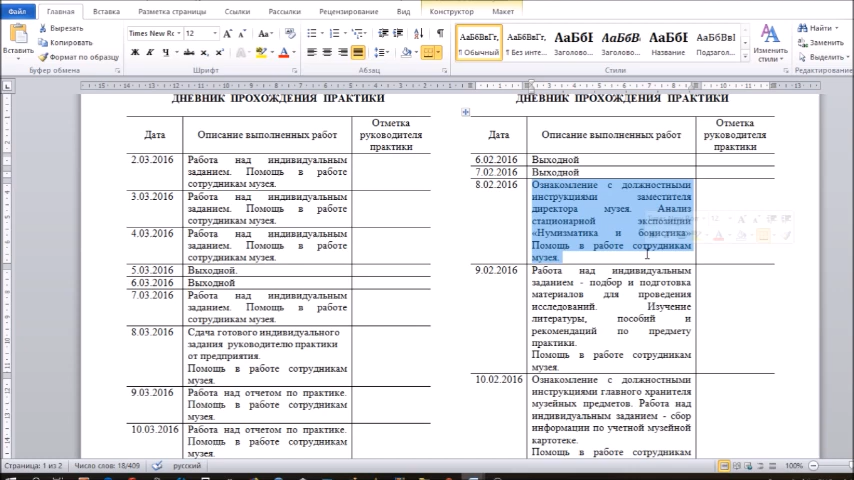 Файл Главная Вставка Разметка страницы Ссылки Рассылки Рецензирование Вид Конструктор Макет
Вставить
Вырезать
Копировать
Формат по образцу
Буфер обмена
Times New Ro 12
Шрифт
Абзац
АаБбВвГг, АаБбВвГг,
¶ Обычный ¶ Без инте... Заголово... Заголово... Название Подзагол...
Стили
Изменить стили
Найти
Заменить
Выделить
Редактирование
ДНЕВНИК ПРОХОЖДЕНИЯ ПРАКТИКИ
Дата Описание выполненных работ Отметка руководителя практики
2.03.2016 Работа над индивидуальным
заданием. Помощь в работе
сотрудникам музея.
3.03.2016 Работа над индивидуальным
заданием. Помощь в работе
сотрудникам музея.
4.03.2016 Работа над индивидуальным
заданием. Помощь в работе
сотрудникам музея.
5.03.2016 Выходной.
6.03.2016 Выходной
7.03.2016 Работа над индивидуальным
заданием. Помощь в работе
сотрудникам музея.
8.03.2016 Сдача готового индивидуального
задания руководителю практики
от предприятия.
Помощь в работе сотрудникам
музея.
9.03.2016 Работа над отчетом по практике.
Помощь в работе сотрудникам
музея.
10.03.2016 Работа над отчетом по практике.
Помощь в работе сотрудникам
музея.
ДНЕВНИК ПРОХОЖДЕНИЯ ПРАКТИКИ
Дата Описание выполненных работ Отметка руководителя практики
6.02.2016 Выходной
7.02.2016 Выходной
8.02.2016 Ознакомление с должностными
инструкциями заместителя
директора музея. Анализ
стационарной экспозиции
«Нумизматика и бонистика»
Помощь в работе сотрудникам
музея.
9.02.2016 Работа над индивидуальным
заданием - подбор и подготовка
материалов для проведения
исследований. Изучение
литературы, пособий и
рекомендаций по предмету
практики.
Помощь в работе сотрудникам
музея.
10.02.2016 Ознакомление с должностными
инструкциями главного хранителя
музейных предметов. Работа над
индивидуальным заданием - сбор
информации по учетной музейной
картотеке.
Помощь в работе сотрудникам
Страница: 1 из 2 Число слов: 18/409 русский 100%